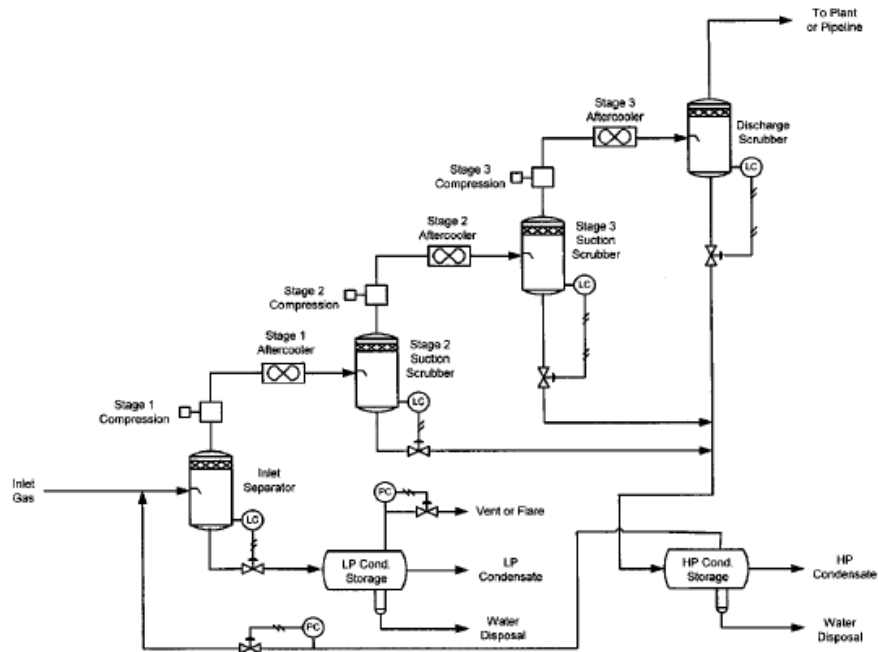 To Plant
or Pipeline
Stage 3
Aftercooler
Discharge
Scrubber
LC
Stage 3
Compression
Stage 2
Aftercooler
Stage 3
Suction
Scrubber
LC
Stage 2
Compression
Stage 1
Aftercooler
Stage 2
Suction
Scrubber
LC
Stage 1
Compression
Inlet
Gas
Inlet
Separator
LC
PC
Vent or Flare
LP Cond.
Storage
LP
Condensate
HP Cond.
Storage
HP
Condensate
Water
Disposal
Water
Disposal
PC